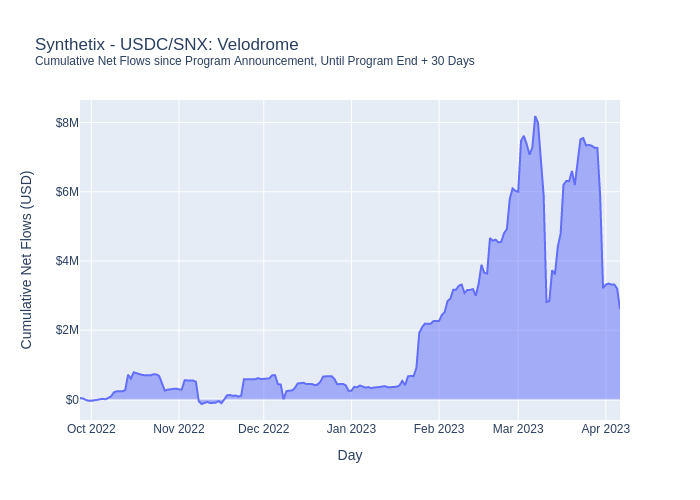 Synthetix - USDC/SNX: Velodrome
Cumulative Net Flows since Program Announcement, Until Program End + 30 Days
Cumulative Net Flows (USD)
$8M
$6M
$4M
$2M
$0
Oct 2022 Nov 2022 Dec 2022 Jan 2023 Feb 2023 Mar 2023 Apr 2023
Day